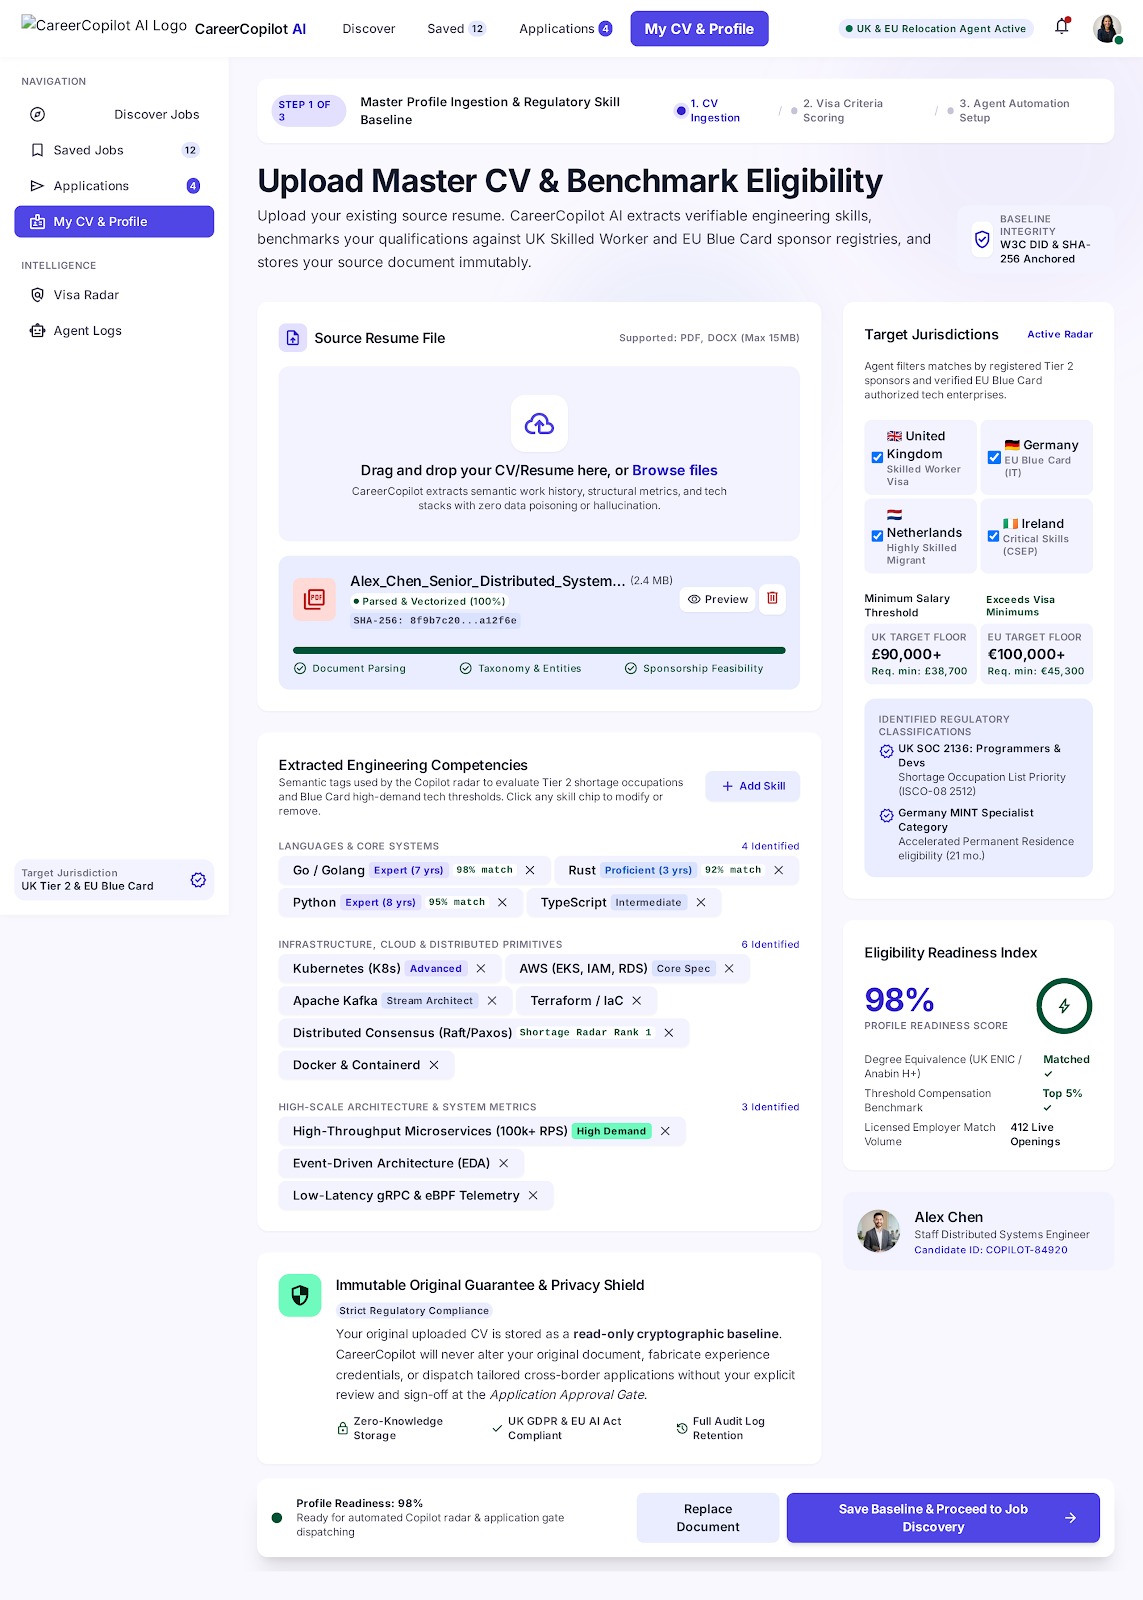 CareerCopilot AI Logo
CareerCopilot AI
Discover
Saved 12
Applications 4
My CV & Profile
UK & EU Relocation Agent Active
NAVIGATION
Discover Jobs
Saved Jobs 12
Applications 4
My CV & Profile
INTELLIGENCE
Visa Radar
Agent Logs
Target Jurisdiction
UK Tier 2 & EU Blue Card
STEP 1 OF
3
Master Profile Ingestion & Regulatory Skill
Baseline
1. CV
Ingestion
/
2. Visa Criteria
Scoring
/
3. Agent Automation
Setup
Upload Master CV & Benchmark Eligibility
Upload your existing source resume. CareerCopilot AI extracts verifiable engineering skills,
benchmarks your qualifications against UK Skilled Worker and EU Blue Card sponsor registries, and
stores your source document immutably.
BASELINE
INTEGRITY
W3C DID & SHA-
256 Anchored
Source Resume File
Supported: PDF, DOCX (Max 15MB)
Drag and drop your CV/Resume here, or Browse files
CareerCopilot extracts semantic work history, structural metrics, and tech
stacks with zero data poisoning or hallucination.
PDF
Alex_Chen_Senior_Distributed_System... (2.4 MB)
Parsed & Vectorized (100%)
SHA-256: 8f9b7c20...a12f6e
Preview
Document Parsing
Taxonomy & Entities
Sponsorship Feasibility
Extracted Engineering Competencies
Semantic tags used by the Copilot radar to evaluate Tier 2 shortage occupations
and Blue Card high-demand tech thresholds. Click any skill chip to modify or
remove.
Add Skill
LANGUAGES & CORE SYSTEMS
4 Identified
Go / Golang Expert (7 yrs) 98% match
Rust Proficient (3 yrs) 92% match
Python Expert (8 yrs) 95% match
TypeScript Intermediate
INFRASTRUCTURE, CLOUD & DISTRIBUTED PRIMITIVES
6 Identified
Kubernetes (K8s) Advanced
AWS (EKS, IAM, RDS) Core Spec
Apache Kafka Stream Architect
Terraform / IaC
Distributed Consensus (Raft/Paxos) Shortage Radar Rank 1
Docker & Containerd
HIGH-SCALE ARCHITECTURE & SYSTEM METRICS
3 Identified
High-Throughput Microservices (100k+ RPS) High Demand
Event-Driven Architecture (EDA)
Low-Latency gRPC & eBPF Telemetry
Immutable Original Guarantee & Privacy Shield
Strict Regulatory Compliance
Your original uploaded CV is stored as a read-only cryptographic baseline.
CareerCopilot will never alter your original document, fabricate experience
credentials, or dispatch tailored cross-border applications without your explicit
review and sign-off at the Application Approval Gate.
Zero-Knowledge
Storage
UK GDPR & EU AI Act
Compliant
Full Audit Log
Retention
Target Jurisdictions
Active Radar
Agent filters matches by registered Tier 2
sponsors and verified EU Blue Card
authorized tech enterprises.
United
Kingdom
Skilled Worker
Visa
Germany
EU Blue Card
(IT)
Netherlands
Highly Skilled
Migrant
Ireland
Critical Skills
(CSEP)
Minimum Salary
Threshold
Exceeds Visa
Minimums
UK TARGET FLOOR
£90,000+
Req. min: £38,700
EU TARGET FLOOR
€100,000+
Req. min: €45,300
IDENTIFIED REGULATORY
CLASSIFICATIONS
UK SOC 2136: Programmers &
Devs
Shortage Occupation List Priority
(ISCO-08 2512)
Germany MINT Specialist
Category
Accelerated Permanent Residence
eligibility (21 mo.)
Eligibility Readiness Index
98%
PROFILE READINESS SCORE
Degree Equivalence (UK ENIC /
Anabin H+)
Matched
✓
Threshold Compensation
Benchmark
Top 5%
✓
Licensed Employer Match
Volume
412 Live
Openings
Alex Chen
Staff Distributed Systems Engineer
Candidate ID: COPILOT-84920
Profile Readiness: 98%
Ready for automated Copilot radar & application gate
dispatching
Replace
Document
Save Baseline & Proceed to Job
Discovery